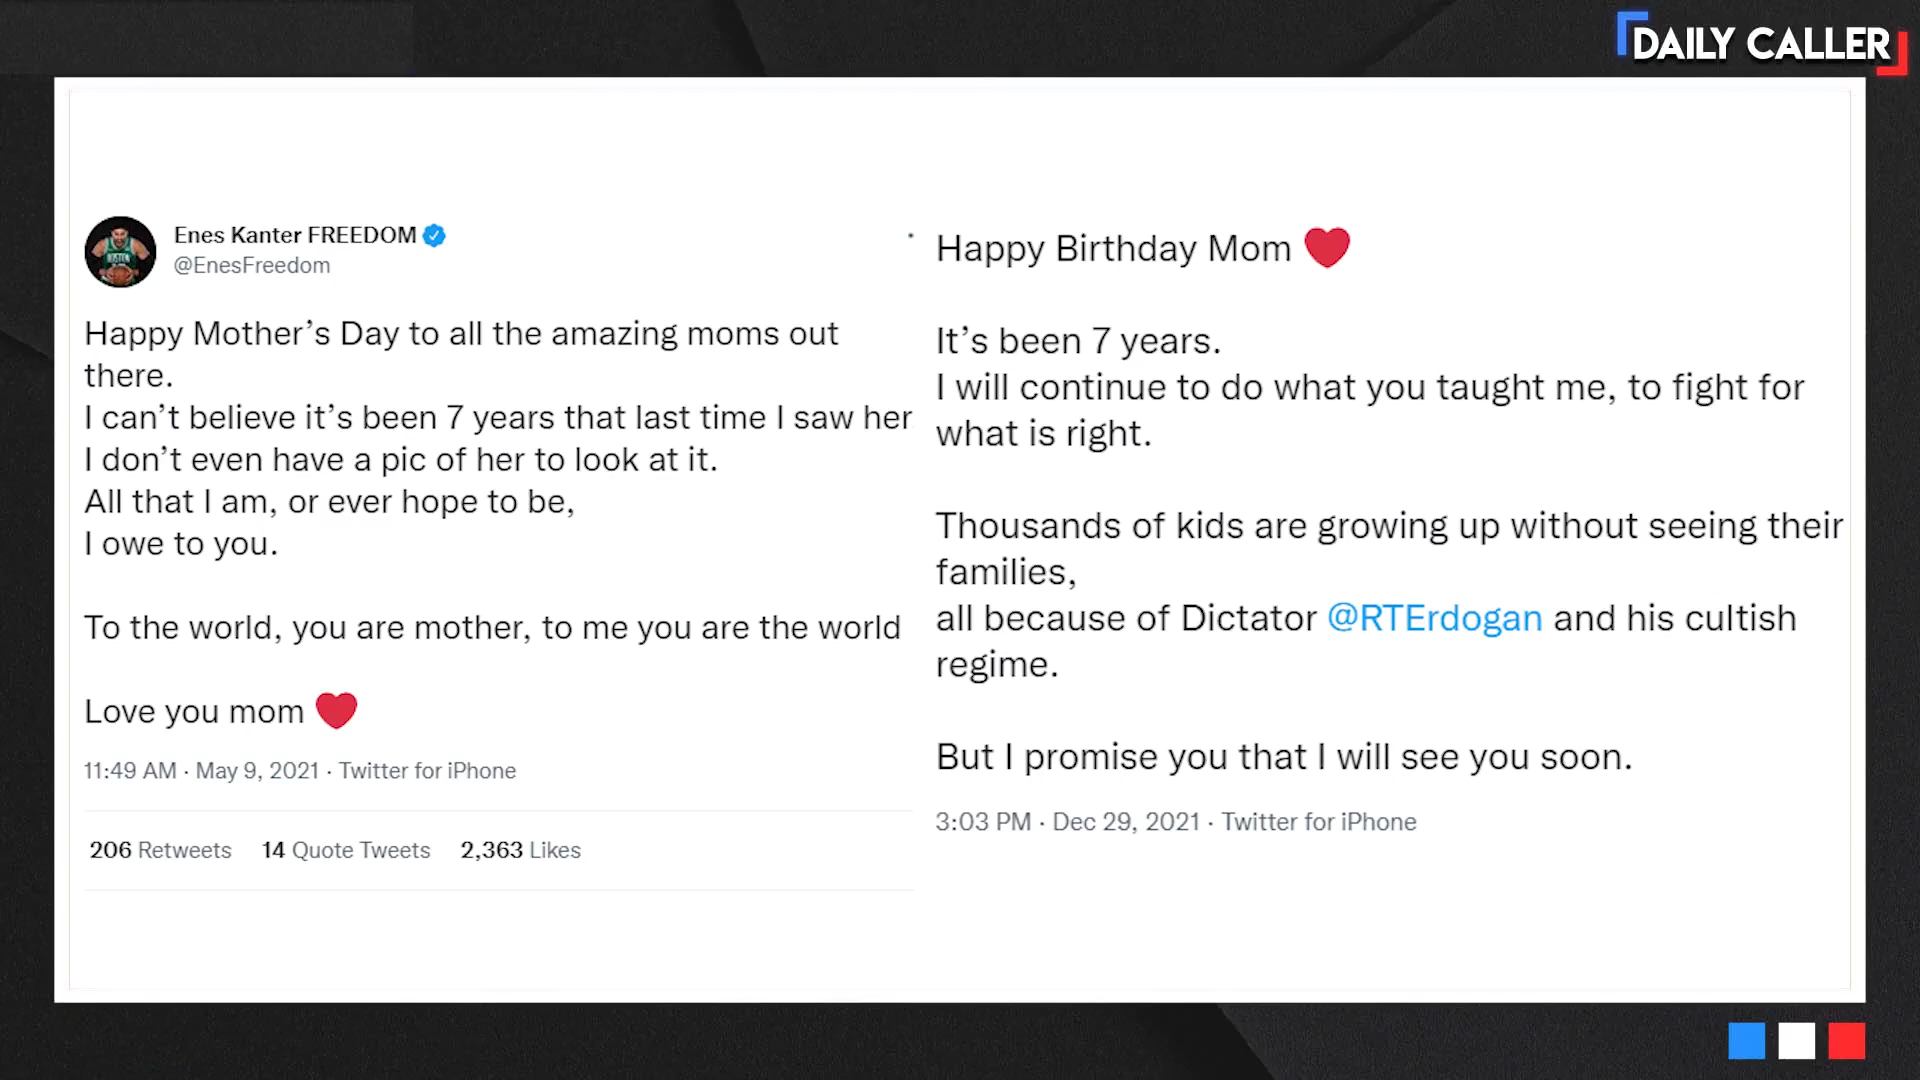 DAILY CALLER
Enes Kanter FREEDOM
@EnesFreedom
Happy Mother’s Day to all the amazing moms out
there.
I can’t believe it’s been 7 years that last time I saw her
I don’t even have a pic of her to look at it.
All that I am, or ever hope to be,
I owe to you.
To the world, you are mother, to me you are the world
Love you mom ❤
11:49 AM · May 9, 2021 · Twitter for iPhone
206 Retweets 14 Quote Tweets 2,363 Likes
Happy Birthday Mom ❤
It’s been 7 years.
I will continue to do what you taught me, to fight for
what is right.
Thousands of kids are growing up without seeing their
families,
all because of Dictator @RTErdogan and his cultish
regime.
But I promise you that I will see you soon.
3:03 PM · Dec 29, 2021 · Twitter for iPhone